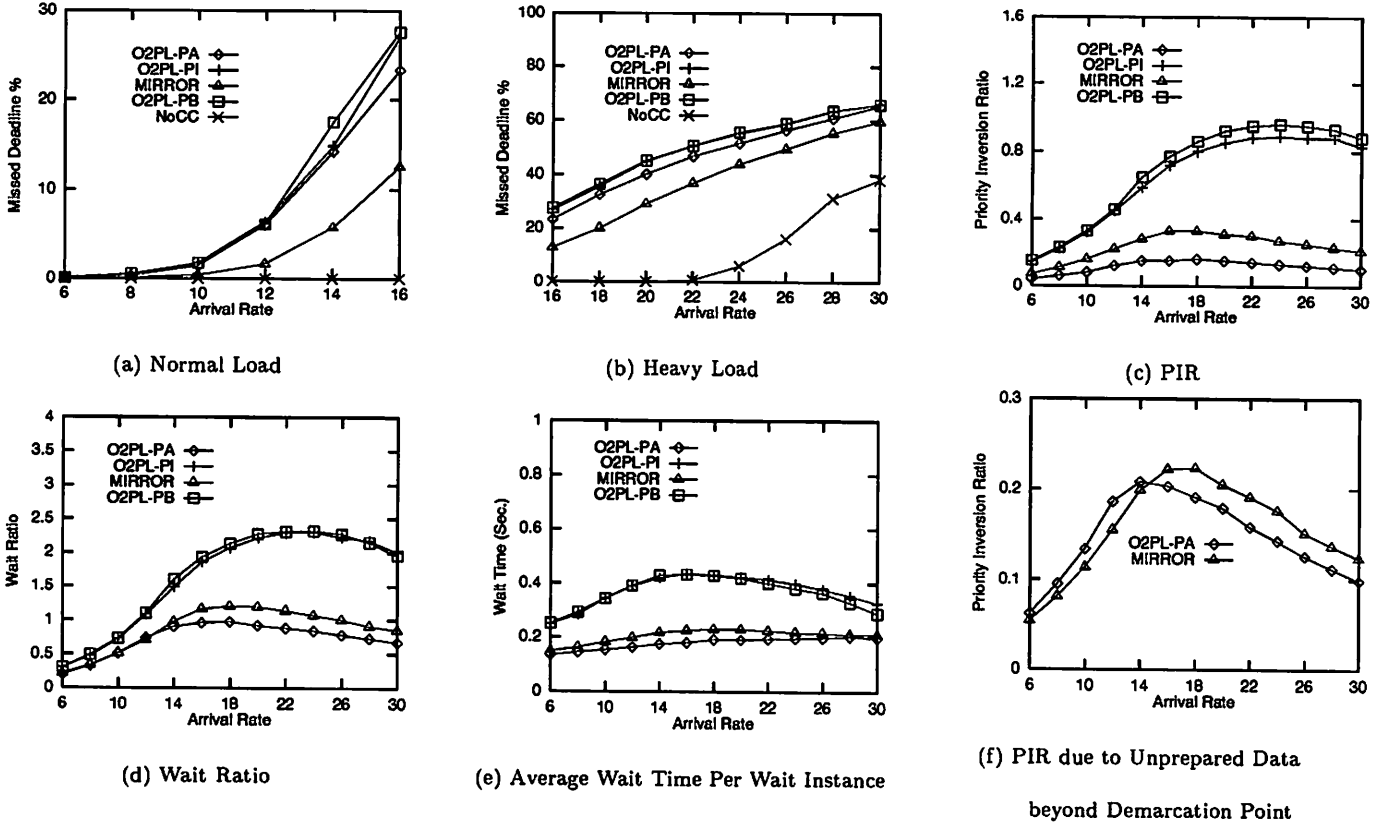 30
20
10
0
Missed Deadline %
O2PL-PA
O2PL-PI
MIRROR
O2PL-PB
NoCC
6 8 10 12 14 16
Arrival Rate
(a) Normal Load
100
80
60
40
20
0
Missed Deadline %
O2PL-PA
O2PL-PI
MIRROR
O2PL-PB
NoCC
16 18 20 22 24 26 28 30
Arrival Rate
(b) Heavy Load
1.6
1.2
0.8
0.4
0
Priority Inversion Ratio
O2PL-PA
O2PL-PI
MIRROR
O2PL-PB
6 10 14 18 22 26 30
Arrival Rate
(c) PIR
4
3.5
3
2.5
2
1.5
1
0.5
0
Wait Ratio
O2PL-PA
O2PL-PI
MIRROR
O2PL-PB
6 10 14 18 22 26 30
Arrival Rate
(d) Wait Ratio
1
0.8
0.6
0.4
0.2
0
Wait Time (Sec.)
O2PL-PA
O2PL-PI
MIRROR
O2PL-PB
6 10 14 18 22 26 30
Arrival Rate
(e) Average Wait Time Per Wait Instance
0.3
0.2
0.1
0
Priority Inversion Ratio
O2PL-PA
MIRROR
6 10 14 18 22 26 30
Arrival Rate
(f) PIR due to Unprepared Data
beyond Demarcation Point